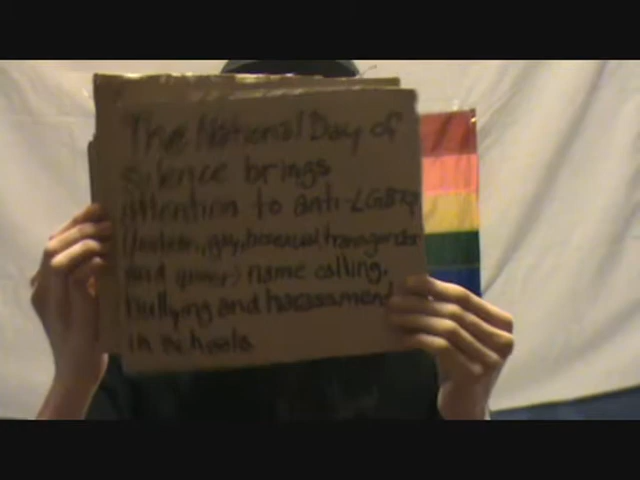 The National Day of
silence brings
attention to anti-LGBTQ
(lesbian, gay, bisexual, transgender
and queer) name calling,
bullying and harassment
in schools